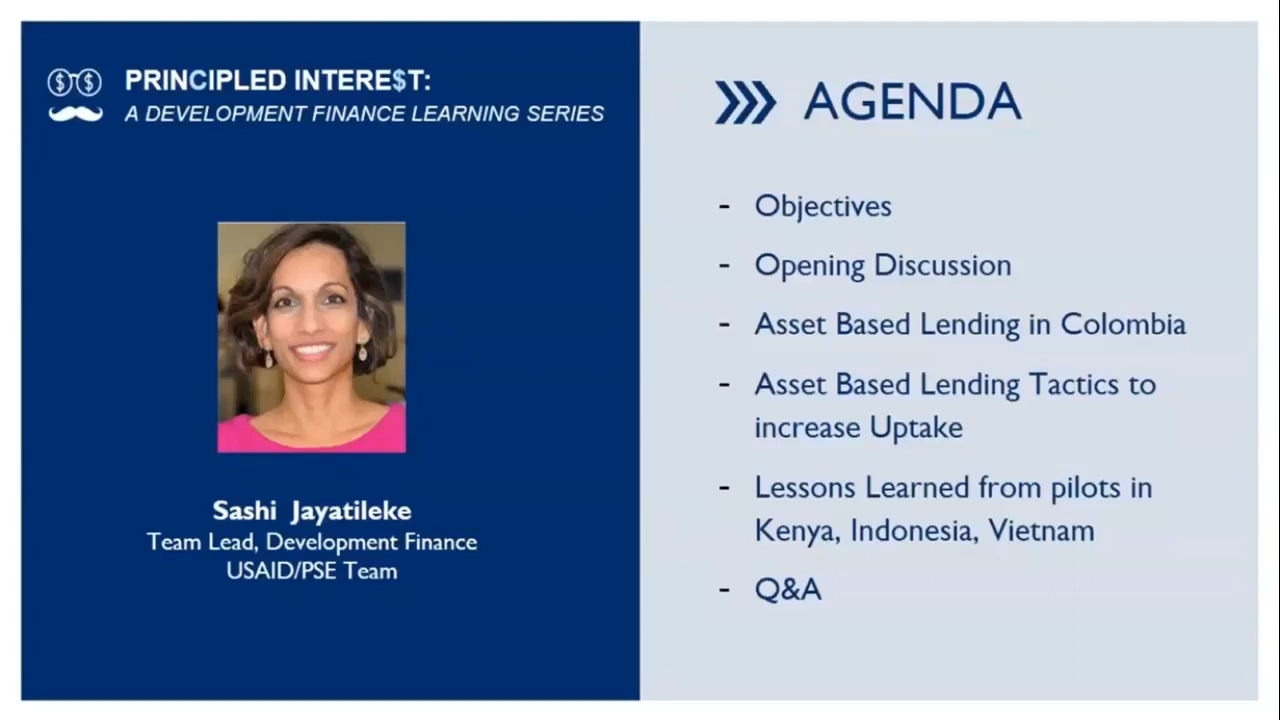 PRINCIPLED INTERE$T:
A DEVELOPMENT FINANCE LEARNING SERIES
Sashi Jayatileke
Team Lead, Development Finance
USAID/PSE Team
AGENDA
- Objectives
- Opening Discussion
- Asset Based Lending in Colombia
- Asset Based Lending Tactics to
increase Uptake
- Lessons Learned from pilots in
Kenya, Indonesia, Vietnam
- Q&A